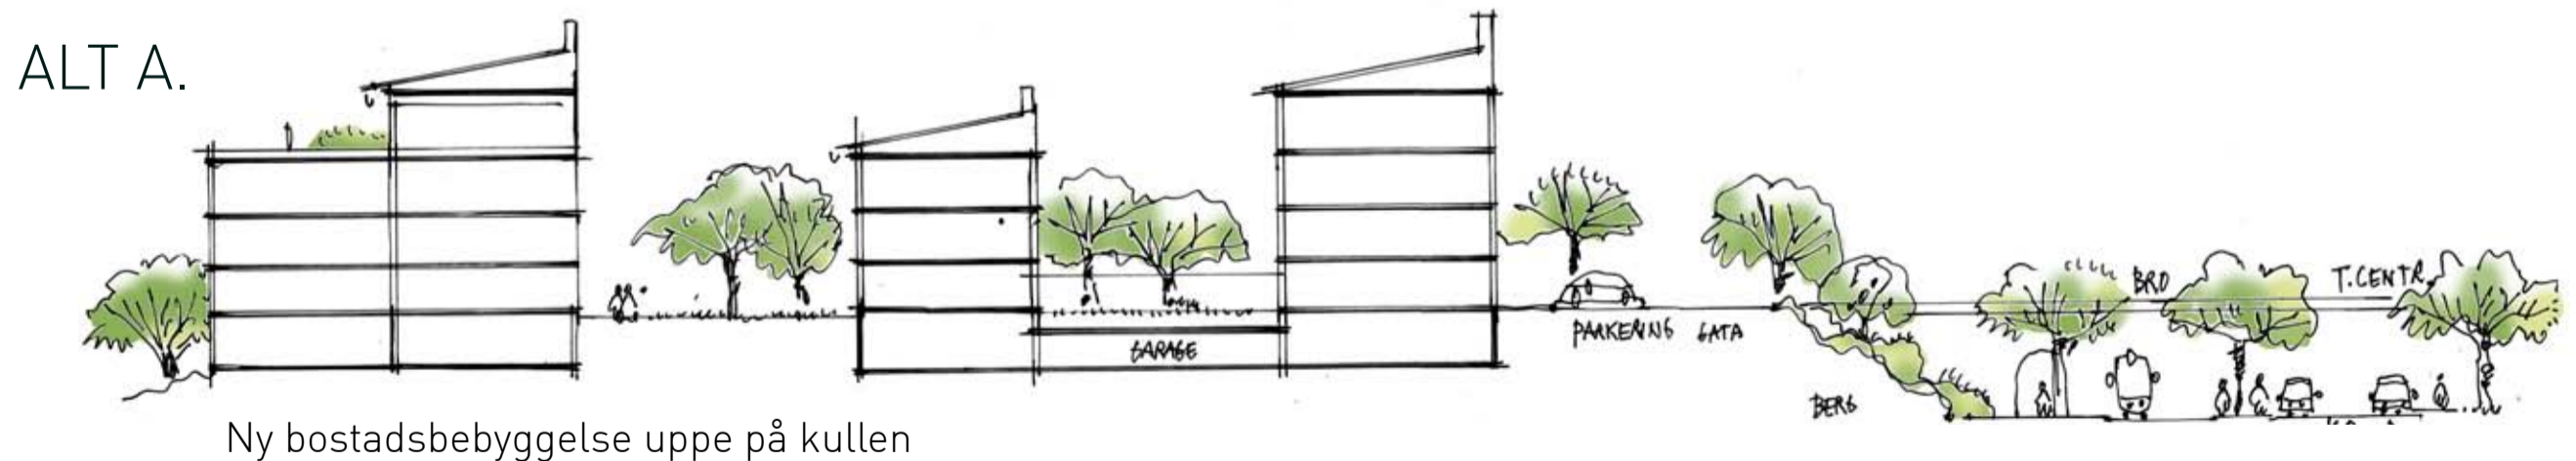 ALT A.
BRO
T.CENTR.
PARKERING GATA
GARAGE
BERG
Ny bostadsbebyggelse uppe på kullen